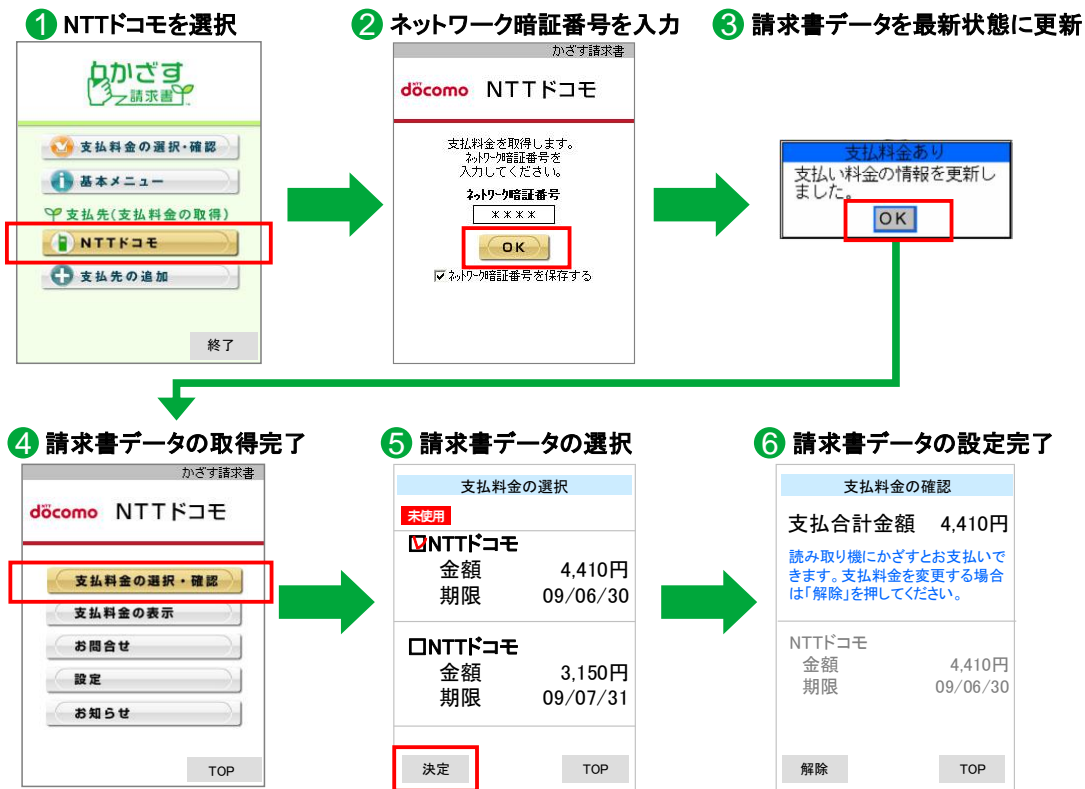 1 NTTドコモを選択
かざす
請求書
支払料金の選択・確認
基本メニュー
支払先(支払料金の取得)
NTTドコモ
支払先の追加
終了
2 ネットワーク暗証番号を入力
かざす請求書
NTT döcomo NTTドコモ
支払料金を取得します。
ﾈｯﾄﾜｰｸ暗証番号を
入力してください。
ﾈｯﾄﾜｰｸ暗証番号
****
OK
ﾈｯﾄﾜｰｸ暗証番号を保存する
3 請求書データを最新状態に更新
支払料金あり
支払い料金の情報を更新し
ました。
OK
4 請求書データの取得完了
かざす請求書
NTT döcomo NTTドコモ
支払料金の選択・確認
支払料金の表示
お問合せ
設定
お知らせ
TOP
5 請求書データの選択
支払料金の選択
未使用
NTTドコモ
金額 4,410円
期限 09/06/30
NTTドコモ
金額 3,150円
期限 09/07/31
決定 TOP
6 請求書データの設定完了
支払料金の確認
支払合計金額 4,410円
読み取り機にかざすとお支払いで
きます。支払料金を変更する場合
は「解除」を押してください。
NTTドコモ
金額 4,410円
期限 09/06/30
解除 TOP